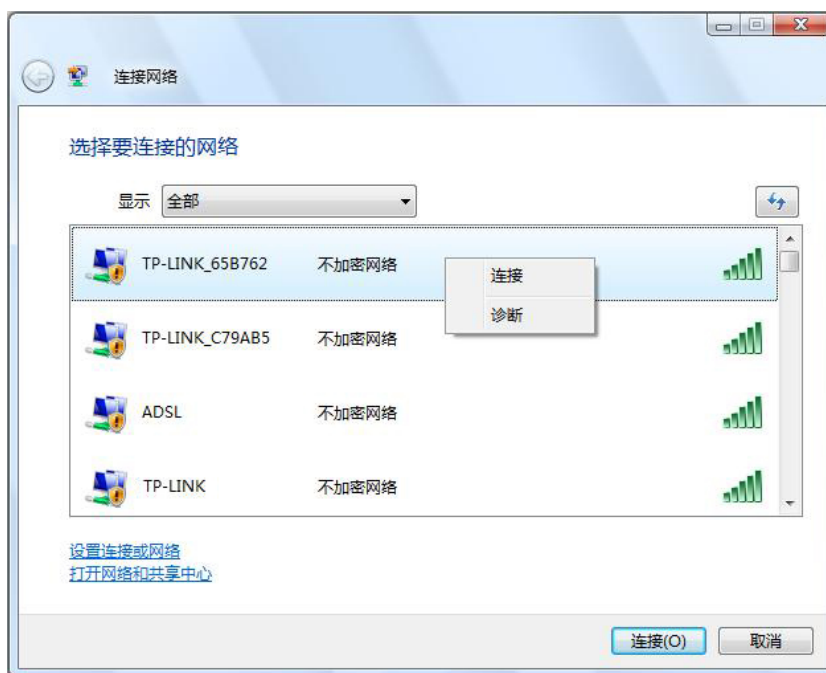 连接网络
选择要连接的网络
显示 全部
TP-LINK_65B762 不加密网络
连接
诊断
TP-LINK_C79AB5 不加密网络
ADSL 不加密网络
TP-LINK 不加密网络
设置连接或网络
打开网络和共享中心
连接(O) 取消